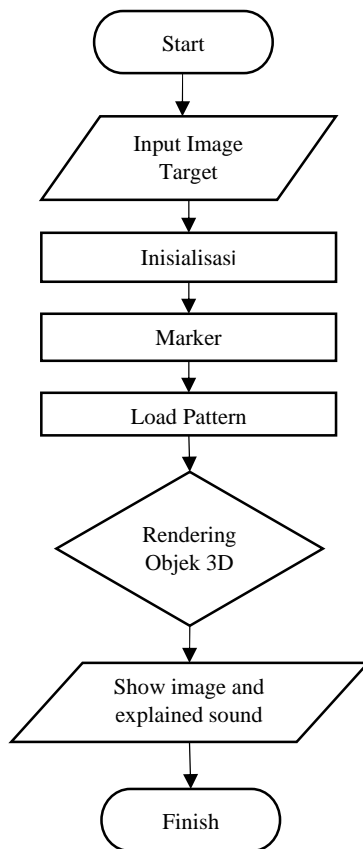 Start
Input Image
Target
Inisialisasi
Marker
Load Pattern
Rendering
Objek 3D
Show image and
explained sound
Finish